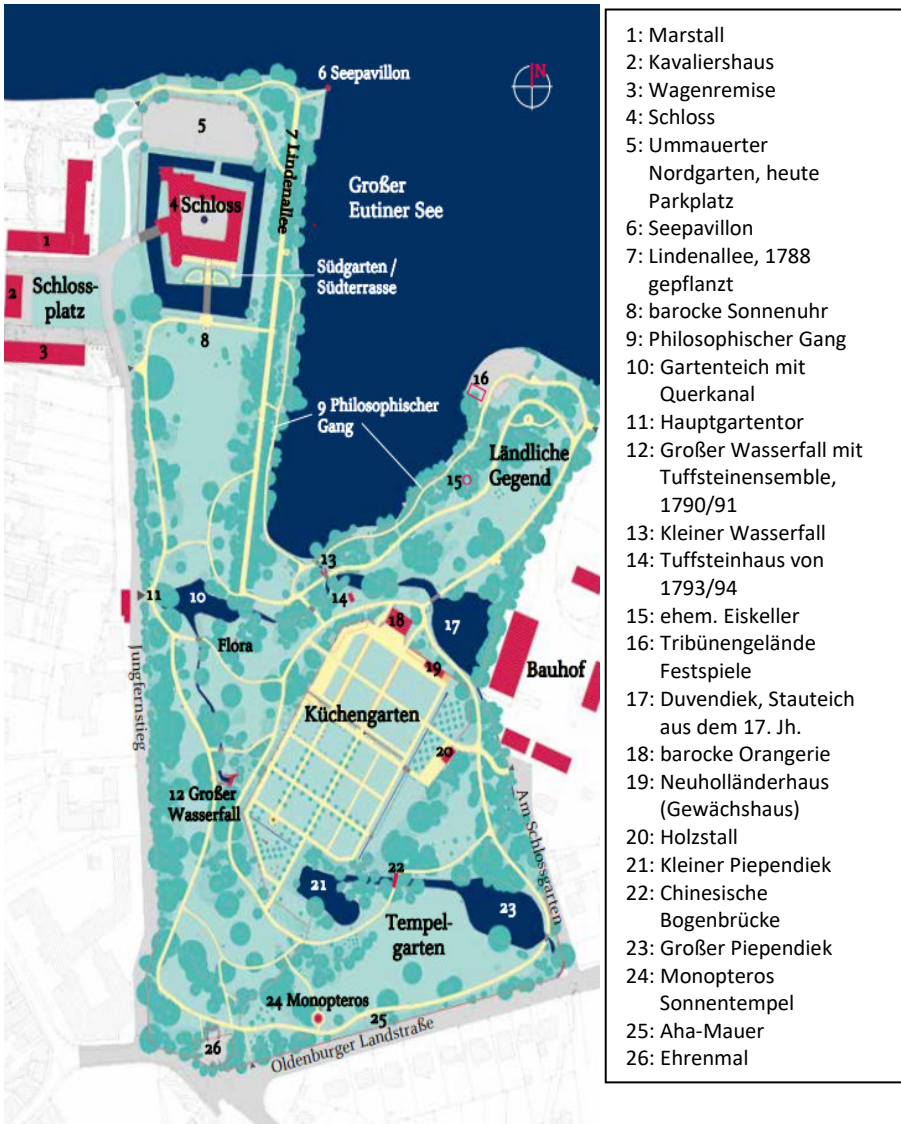 6 Seepavillon
N
5
7 Lindenallee
4 Schloss
Großer
Eutiner See
1
2
Schloss-
platz
Südgarten /
Südterrasse
3
8
16
9 Philosophischer
Gang
Ländliche
Gegend
15
13
14
11
10
18
17
Flora
19
Bauhof
Jungfernstieg
Küchengarten
20
12 Großer
Wasserfall
Am Schlossgarten
22
21
23
Tempel-
garten
24 Monopteros
25
26
Oldenburger Landstraße
1: Marstall
2: Kavaliershaus
3: Wagenremise
4: Schloss
5: Ummauerter
Nordgarten, heute
Parkplatz
6: Seepavillon
7: Lindenallee, 1788
gepflanzt
8: barocke Sonnenuhr
9: Philosophischer Gang
10: Gartenteich mit
Querkanal
11: Hauptgartentor
12: Großer Wasserfall mit
Tuffsteinensemble,
1790/91
13: Kleiner Wasserfall
14: Tuffsteinhaus von
1793/94
15: ehem. Eiskeller
16: Tribünengelände
Festspiele
17: Duvendiek, Stauteich
aus dem 17. Jh.
18: barocke Orangerie
19: Neuholländerhaus
(Gewächshaus)
20: Holzstall
21: Kleiner Piependiek
22: Chinesische
Bogenbrücke
23: Großer Piependiek
24: Monopteros
Sonnentempel
25: Aha-Mauer
26: Ehrenmal